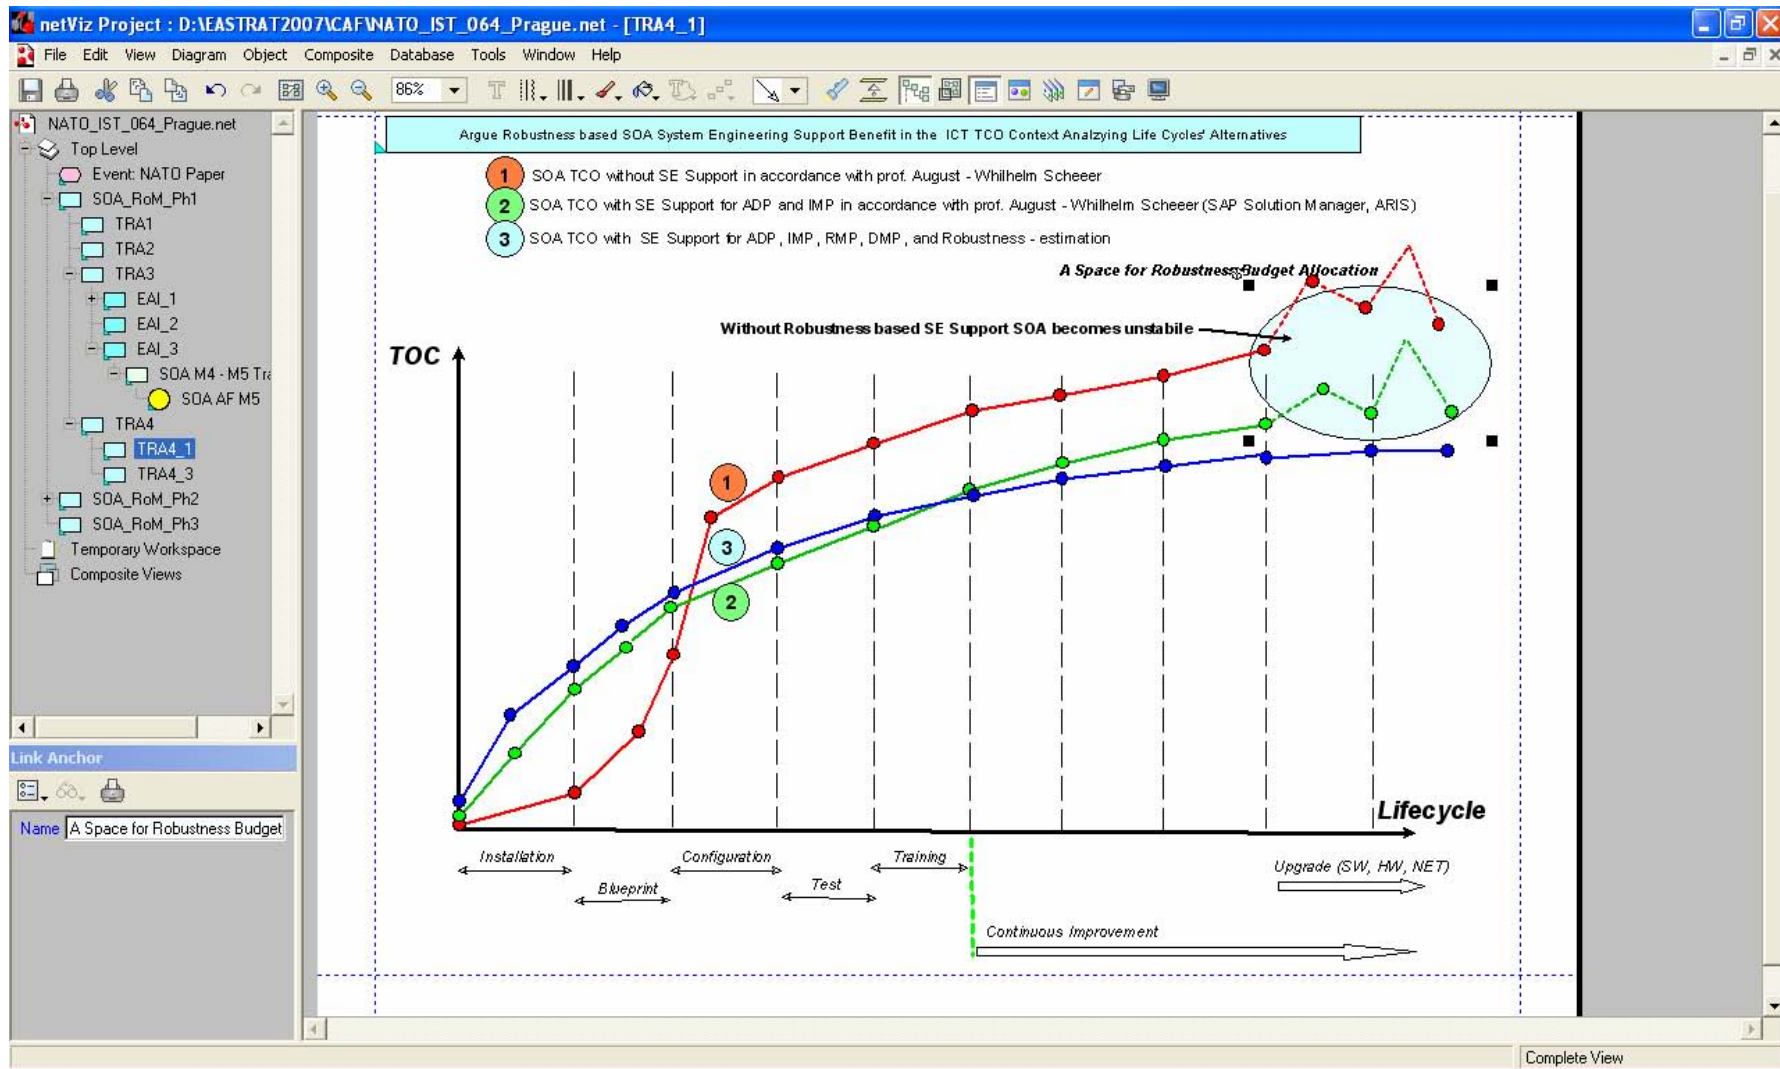 netViz Project : D:\EASTRAT2007\CAF\NATO_IST_064_Prague.net - [TRA4_1]
File Edit View Diagram Object Composite Database Tools Window Help
86%
NATO_IST_064_Prague.net
Top Level
Event: NATO Paper
SOA_RoM_Ph1
TRA1
TRA2
TRA3
EAI_1
EAI_2
EAI_3
SOA M4 - M5 Tra
SOA AF M5
TRA4
TRA4_1
TRA4_3
SOA_RoM_Ph2
SOA_RoM_Ph3
Temporary Workspace
Composite Views
Link Anchor
Name A Space for Robustness Budget
Argue Robustness based SOA System Engineering Support Benefit in the ICT TCO Context Analzying Life Cycles' Alternatives
1 SOA TCO without SE Support in accordance with prof. August - Whilhelm Scheeer
2 SOA TCO with SE Support for ADP and IMP in accordance with prof. August - Whilhelm Scheeer (SAP Solution Manager, ARIS)
3 SOA TCO with SE Support for ADP, IMP, RMP, DMP, and Robustness - estimation
A Space for Robustness Budget Allocation
Without Robustness based SE Support SOA becomes unstabile
TOC
1
3
2
Lifecycle
Installation
Configuration
Training
Upgrade (SW, HW, NET)
Blueprint
Test
Continuous Improvement
Complete View